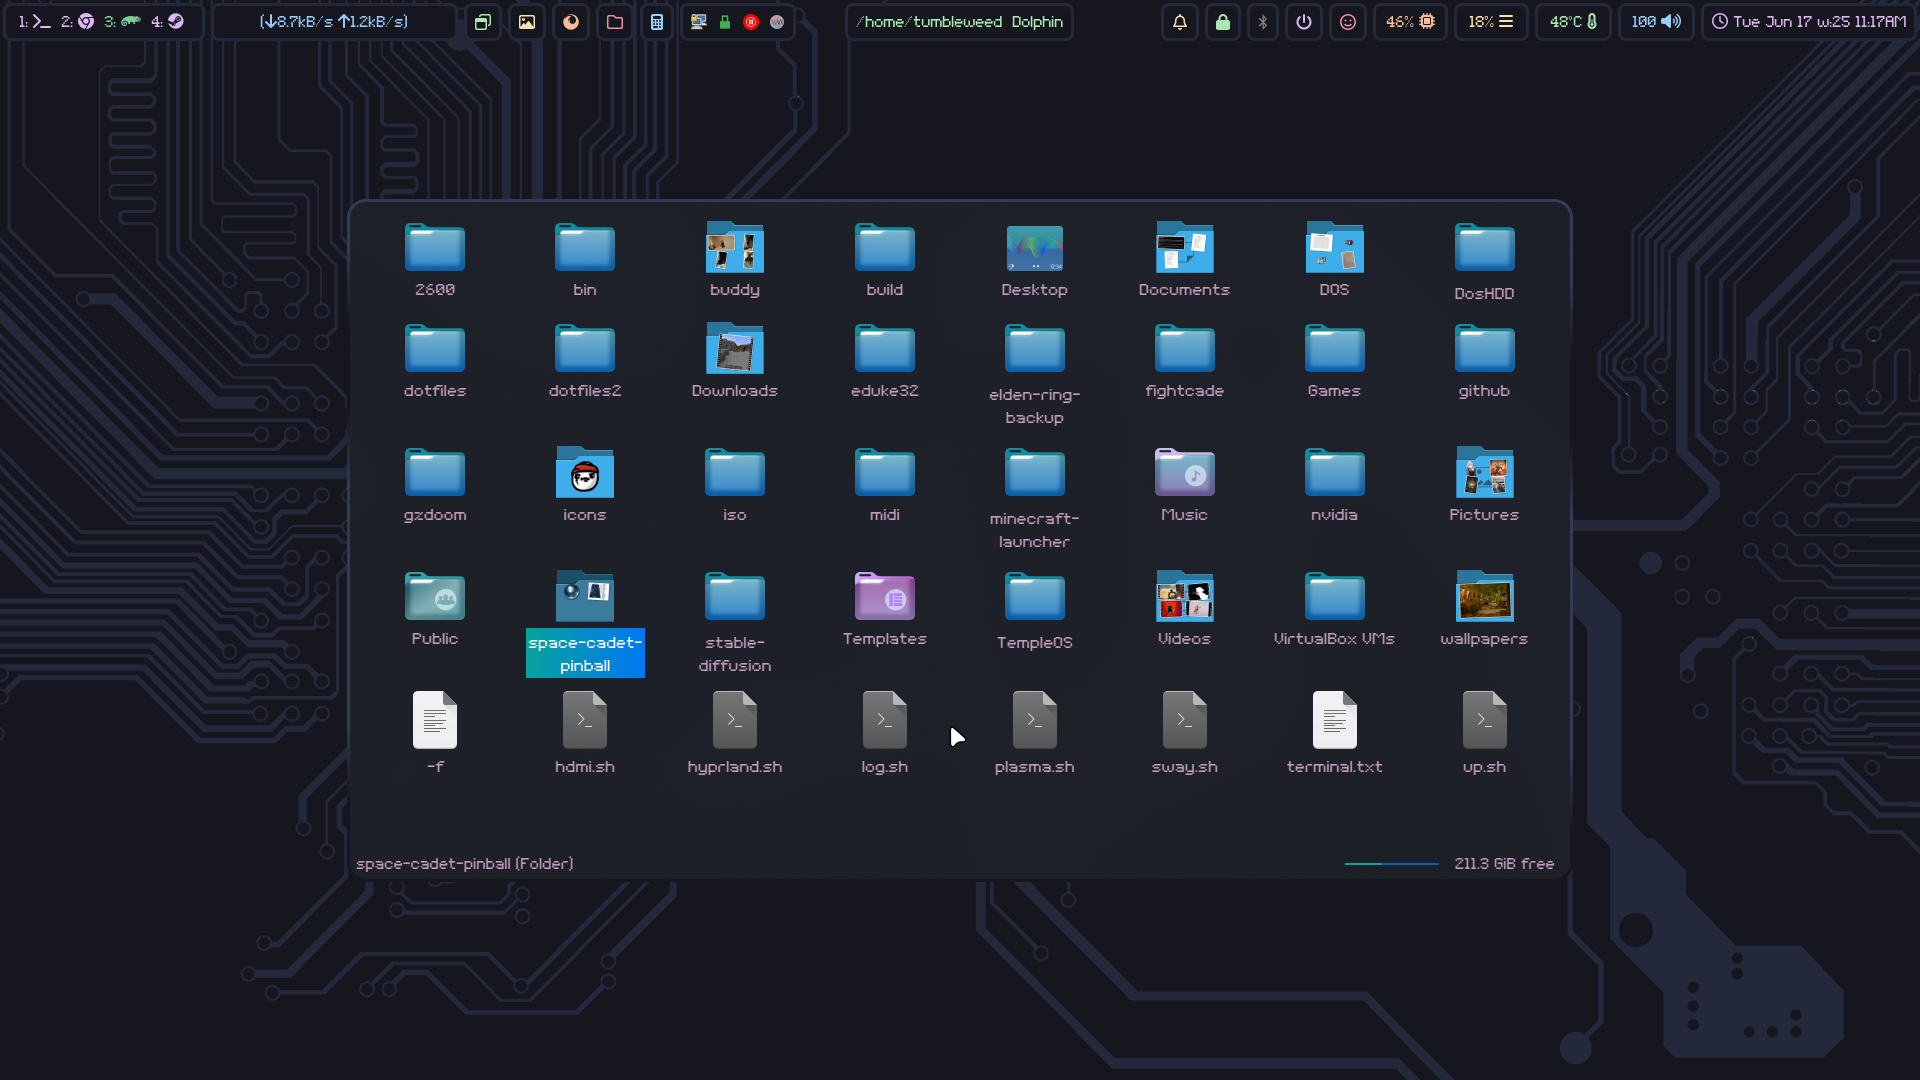 1: 2: 3: 4: (↓8.7kB/s ↑1.2kB/s) /home/tumbleweed Dolphin 46% 18% 48°C 100 Tue Jun 17 w:25 11:17AM
2600 bin buddy build Desktop Documents DOS DosHDD
dotfiles dotfiles2 Downloads eduke32 elden-ring- fightcade Games github
backup
gzdoom icons iso midi minecraft- Music nvidia Pictures
launcher
Public space-cadet- stable- Templates TempleOS Videos VirtualBox VMs wallpapers
pinball diffusion
-f hdmi.sh hyprland.sh log.sh plasma.sh sway.sh terminal.txt up.sh
space-cadet-pinball (Folder) 211.3 GiB free